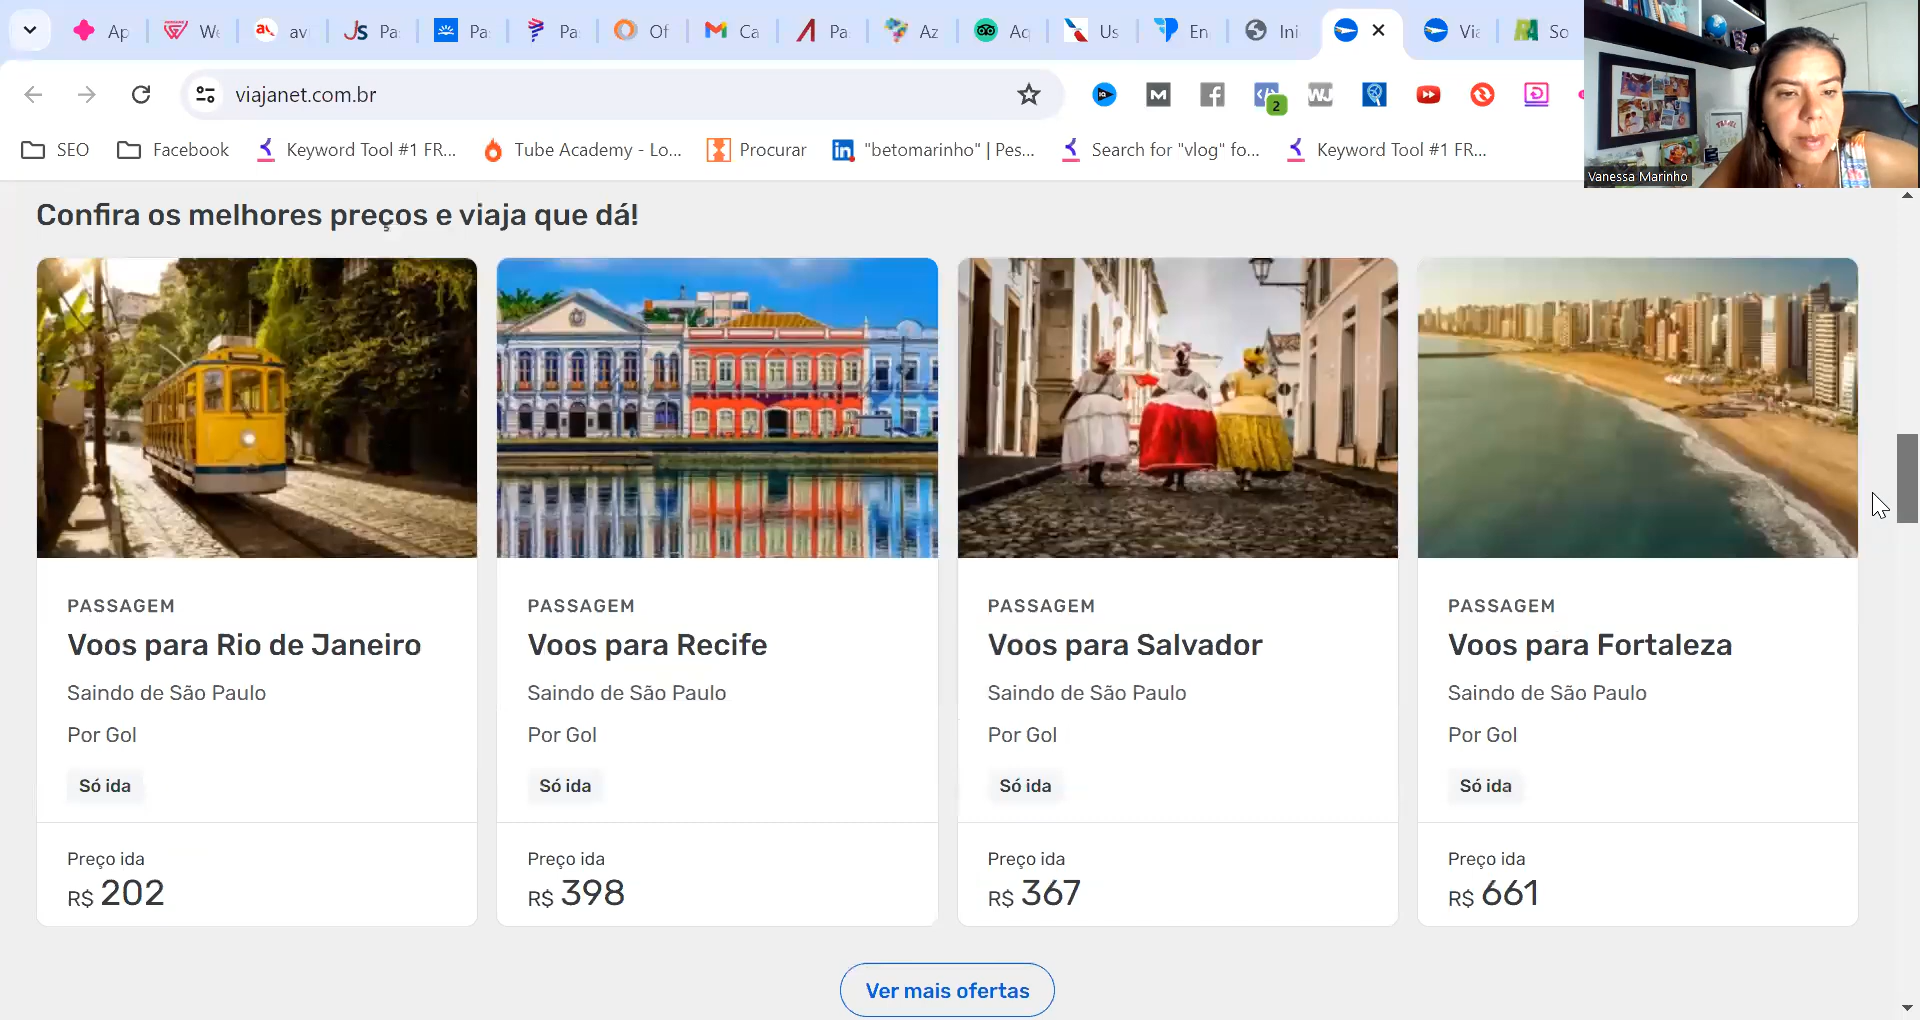 Ap
We
av
Pa
Pa
Pa
Of
Ca
Pa
Az
Aq
Us
En
Ini
Via
So
viajanet.com.br
2
SEO
Facebook
Keyword Tool #1 FR...
Tube Academy - Lo...
Procurar
"betomarinho" | Pes...
Search for "vlog" fo...
Keyword Tool #1 FR...
Vanessa Marinho
Confira os melhores preços e viaja que dá!
PASSAGEM
Voos para Rio de Janeiro
Saindo de São Paulo
Por Gol
Só ida
Preço ida
R$ 202
PASSAGEM
Voos para Recife
Saindo de São Paulo
Por Gol
Só ida
Preço ida
R$ 398
PASSAGEM
Voos para Salvador
Saindo de São Paulo
Por Gol
Só ida
Preço ida
R$ 367
PASSAGEM
Voos para Fortaleza
Saindo de São Paulo
Por Gol
Só ida
Preço ida
R$ 661
Ver mais ofertas